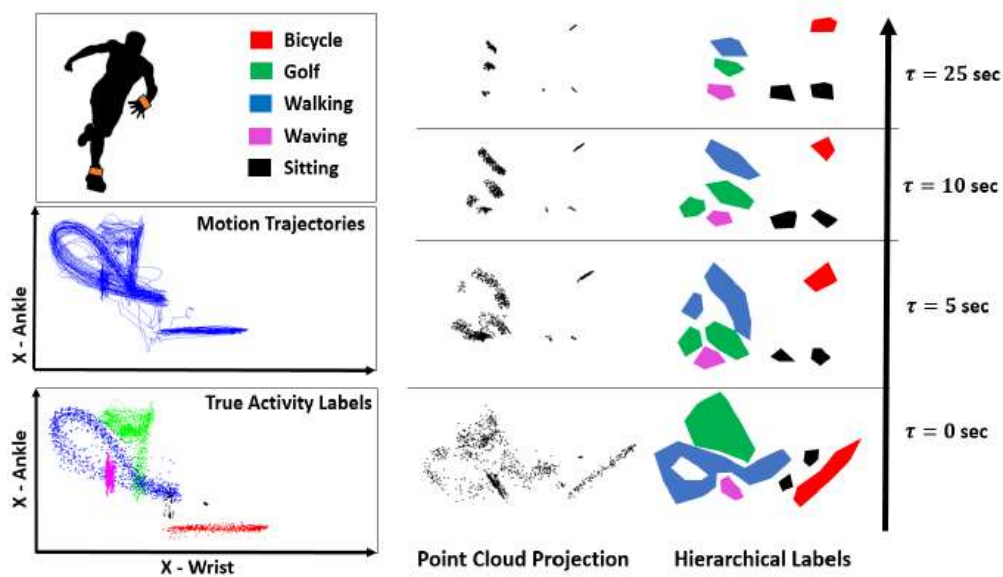 Bicycle
Golf
Walking
Waving
Sitting
Motion Trajectories
X - Ankle
True Activity Labels
X - Ankle
X - Wrist
τ = 25 sec
τ = 10 sec
τ = 5 sec
τ = 0 sec
Point Cloud Projection
Hierarchical Labels